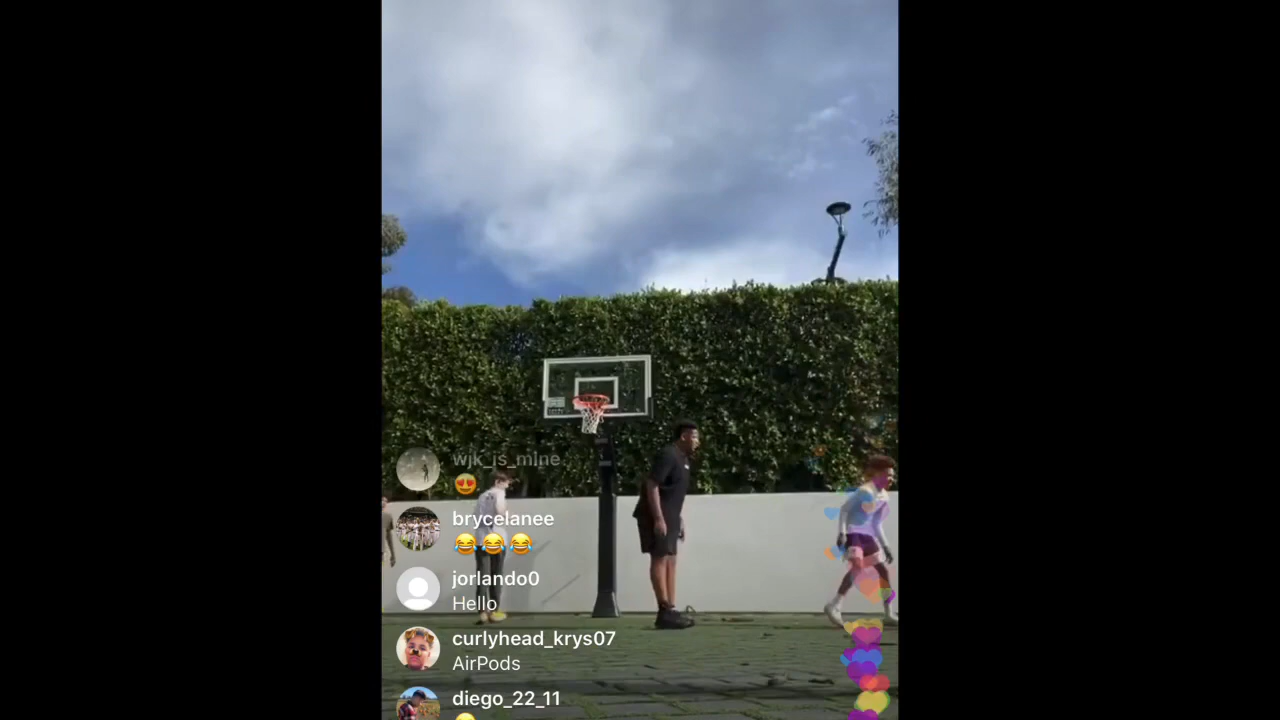 wjk_is_mine
😍
brycelanee
😂😂😂
jorlando0
Hello
curlyhead_krys07
AirPods
diego_22_11